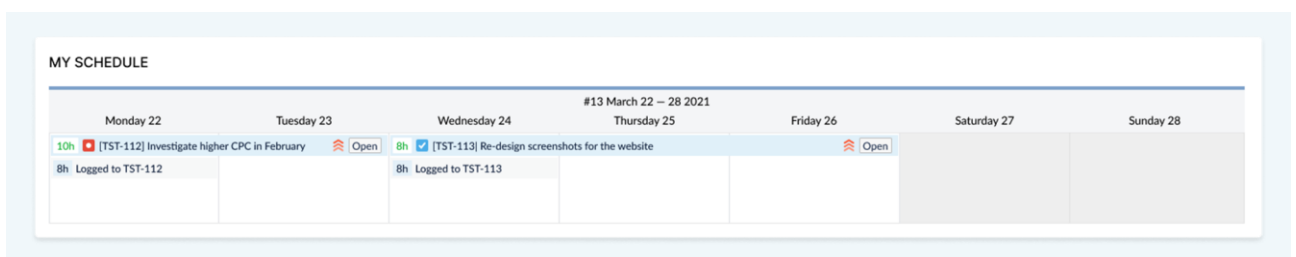 MY SCHEDULE
#13 March 22 — 28 2021
Monday 22 Tuesday 23 Wednesday 24 Thursday 25 Friday 26 Saturday 27 Sunday 28
10h [TST-112] Investigate higher CPC in February Open 8h [TST-113| Re-design screenshots for the website Open
8h Logged to TST-112 8h Logged to TST-113